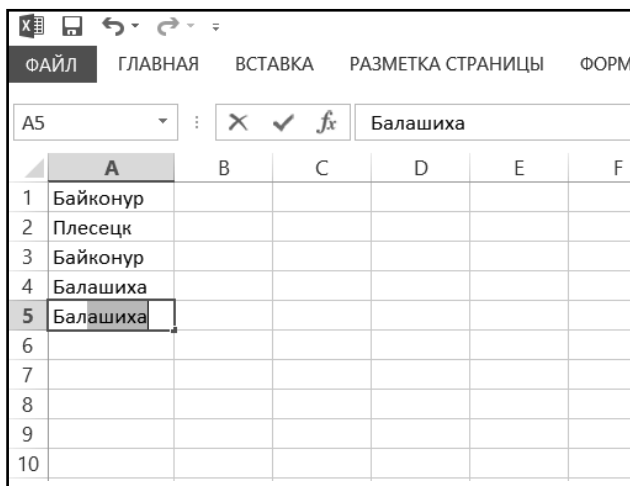 ФАЙЛ ГЛАВНАЯ ВСТАВКА РАЗМЕТКА СТРАНИЦЫ ФОРМ
A5 fx Балашиха
A B C D E F
1 Байконур
2 Плесецк
3 Байконур
4 Балашиха
5 Балашиха
6
7
8
9
10